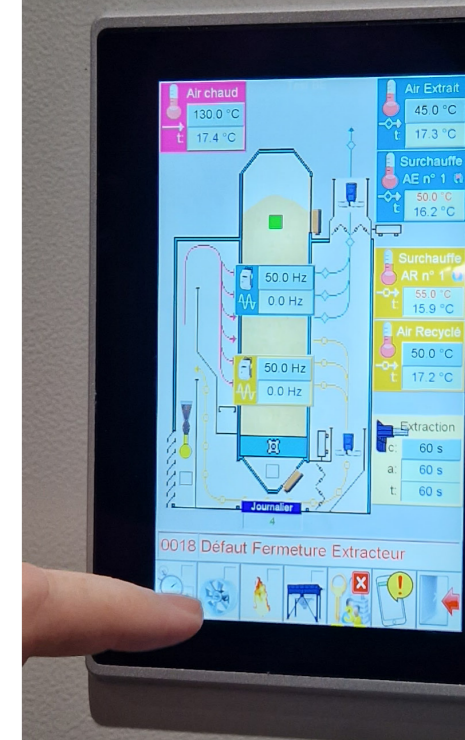 Air chaud
130.0 °C
t: 17.4 °C
Air Extrait
45.0 °C
t: 17.3 °C
Surchauffe
AE n° 1
50.0 °C
t: 16.2 °C
50.0 Hz
0.0 Hz
Surchauffe
AR n° 1
55.0 °C
t: 15.9 °C
Air Recyclé
50.0 °C
t: 17.2 °C
50.0 Hz
0.0 Hz
Extraction
c: 60 s
a: 60 s
t: 60 s
Journalier
4
0018 Défaut Fermeture Extracteur